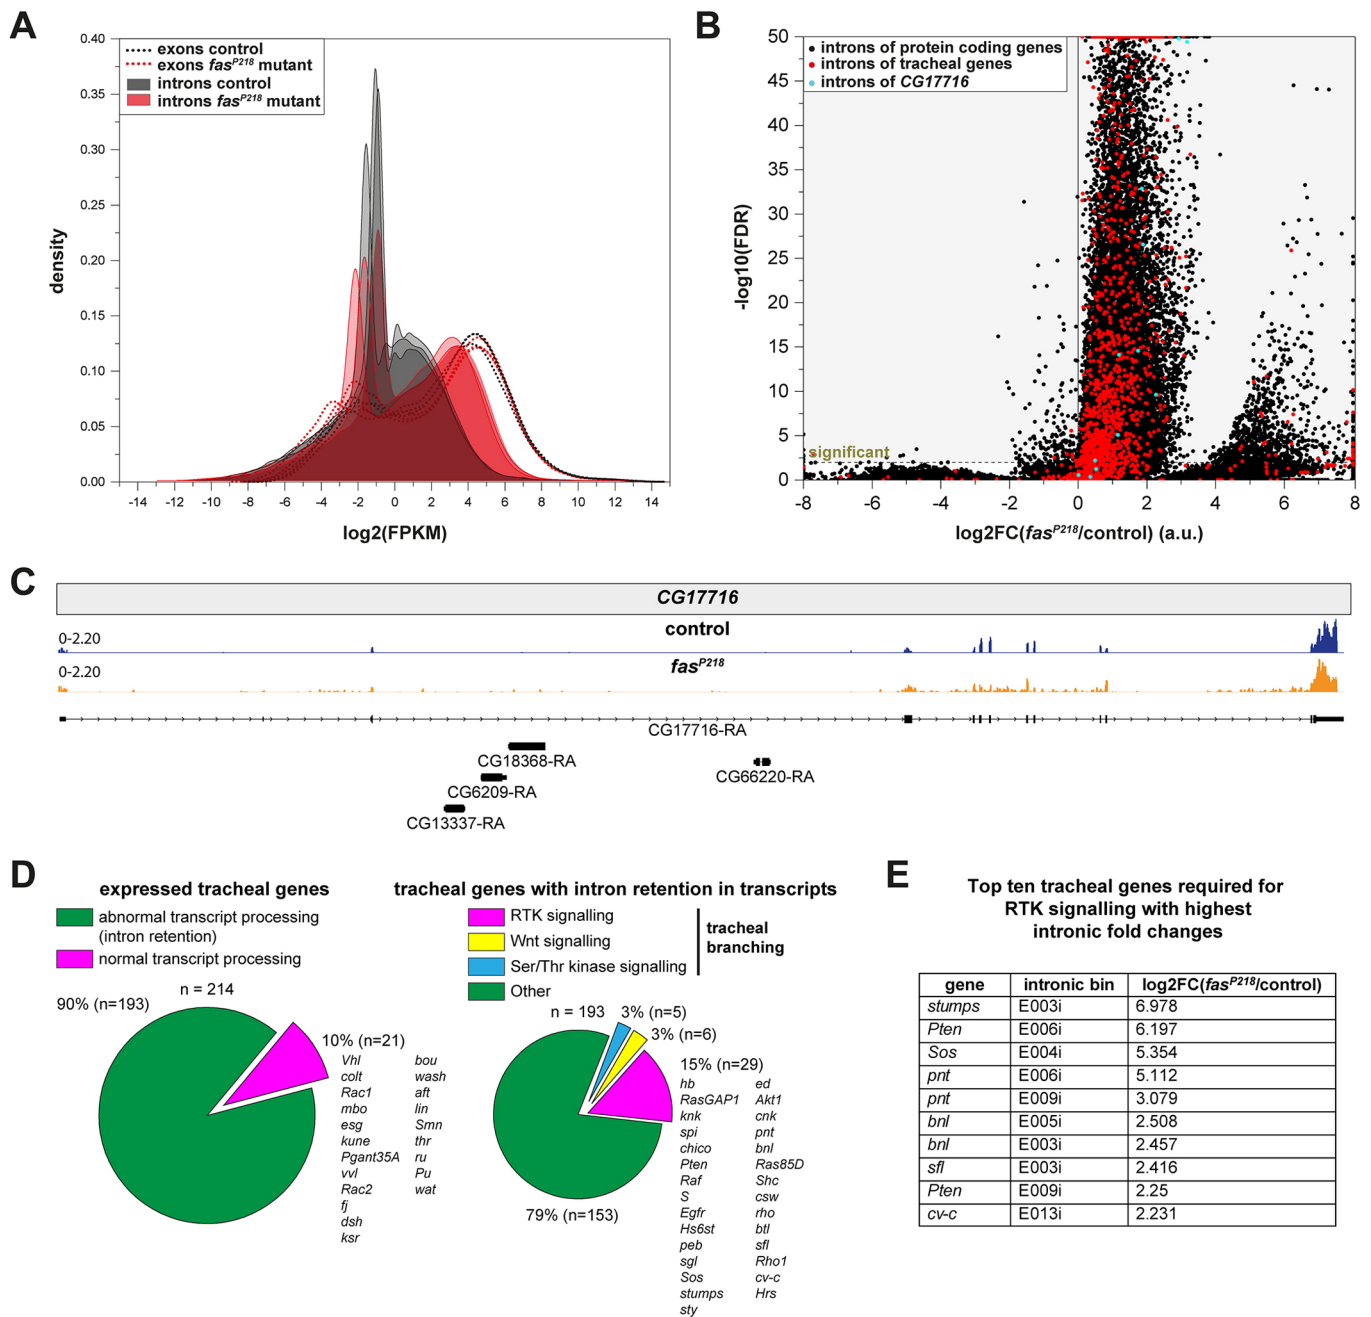 A
0.40
0.35
0.30
0.25
0.20
0.15
0.10
0.05
0.00
density
exons control
exons fasP218 mutant
introns control
introns fasP218 mutant
-14 -12 -10 -8 -6 -4 -2 0 2 4 6 8 10 12 14
log2(FPKM)
B
50
45
40
35
30
25
20
15
10
5
0
-log10(FDR)
introns of protein coding genes
introns of tracheal genes
introns of CG17716
significant
-8 -6 -4 -2 0 2 4 6 8
log2FC(fasP218/control) (a.u.)
C
CG17716
control
0-2.20
fasP218
0-2.20
CG17716-RA
CG18368-RA
CG66220-RA
CG6209-RA
CG13337-RA
D
expressed tracheal genes
abnormal transcript processing
(intron retention)
normal transcript processing
n = 214
90% (n=193)
10% (n=21)
Vhl bou
colt wash
Rac1 aft
mbo lin
esg Smn
kune thr
Pgant35A ru
vvl Pu
Rac2 wat
fj
dsh
ksr
tracheal genes with intron retention in transcripts
RTK signalling
Wnt signalling
Ser/Thr kinase signalling
Other
tracheal
branching
n = 193
3% (n=5)
3% (n=6)
15% (n=29)
79% (n=153)
hb ed
RasGAP1 Akt1
knk cnk
spi pnt
chico bnl
Pten Ras85D
Raf Shc
S csw
Egfr rho
Hs6st btl
peb sfl
sgl Rho1
Sos cv-c
stumps Hrs
sty
E
Top ten tracheal genes required for
RTK signalling with highest
intronic fold changes
gene intronic bin log2FC(fasP218/control)
stumps E003i 6.978
Pten E006i 6.197
Sos E004i 5.354
pnt E006i 5.112
pnt E009i 3.079
bnl E005i 2.508
bnl E003i 2.457
sfl E003i 2.416
Pten E009i 2.25
cv-c E013i 2.231